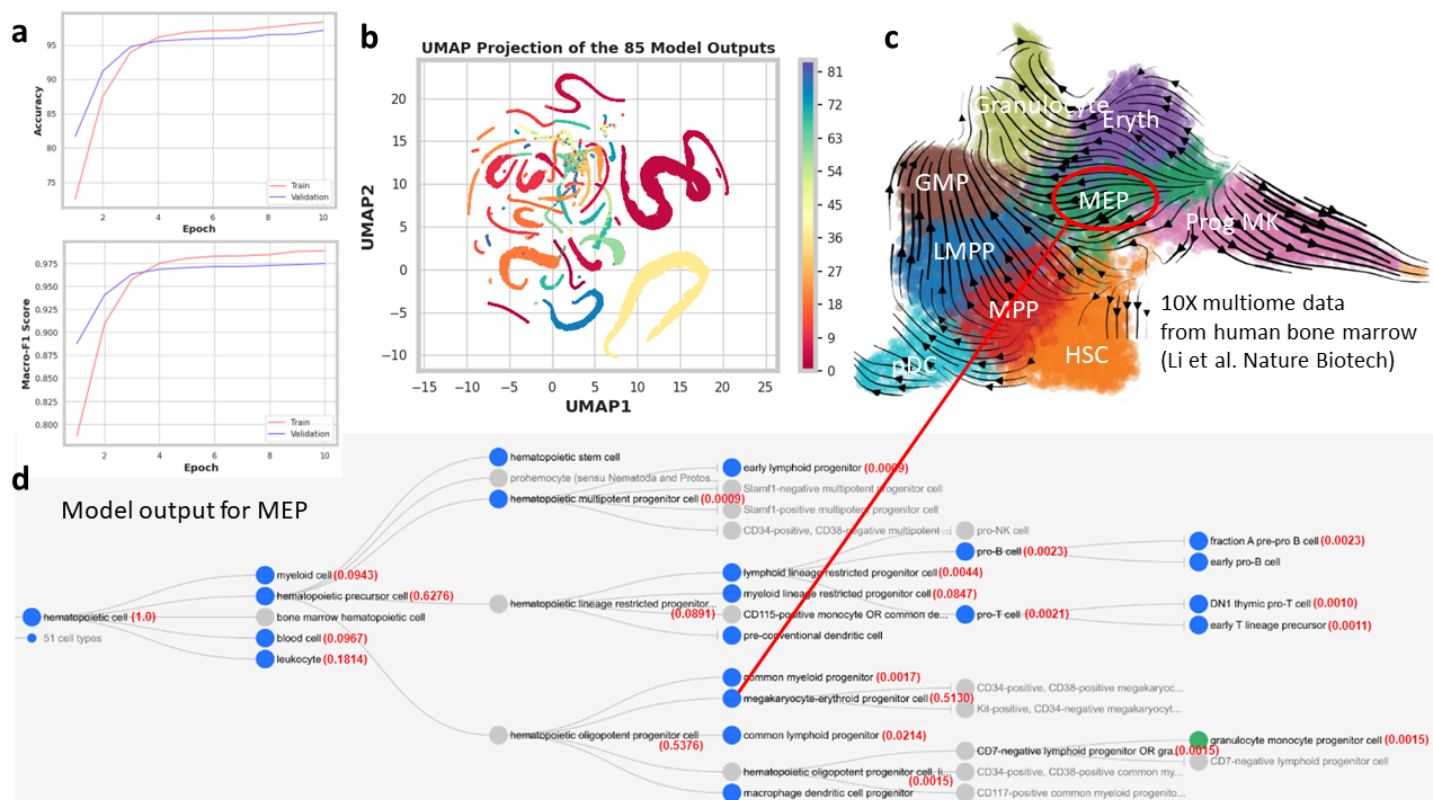 a
95
90
85
80
75
Accuracy
Train
Validation
2
4
6
8
10
Epoch
0.975
0.950
0.925
0.900
0.875
0.850
0.825
0.800
Macro-F1 Score
Train
Validation
2
4
6
8
10
Epoch
b
UMAP Projection of the 85 Model Outputs
20
15
10
5
0
−5
−10
UMAP2
−15
−10
−5
0
5
10
15
20
25
UMAP1
81
72
63
54
45
36
27
18
9
0
c
Granulocyte
Eryth
GMP
MEP
Prog MK
LMPP
MPP
HSC
pDC
10X multiome data
from human bone marrow
(Li et al. Nature Biotech)
d
Model output for MEP
hematopoietic cell (1.0)
51 cell types
myeloid cell (0.0943)
hematopoietic precursor cell (0.6276)
bone marrow hematopoietic cell
blood cell (0.0967)
leukocyte (0.1814)
hematopoietic stem cell
prohemocyte (sensu Nematoda and Protos...
hematopoietic multipotent progenitor cell (0.0009)
hematopoietic lineage restricted progenitor...
(0.0891)
hematopoietic oligopotent progenitor cell
(0.5376)
early lymphoid progenitor (0.0009)
Slamf1-negative multipotent progenitor cell
Slamf1-positive multipotent progenitor cell
CD34-positive, CD38-negative multipotent ...
lymphoid lineage restricted progenitor cell (0.0044)
myeloid lineage restricted progenitor cell (0.0847)
CD115-positive monocyte OR common de...
pre-conventional dendritic cell
common myeloid progenitor (0.0017)
megakaryocyte-erythroid progenitor cell (0.5130)
common lymphoid progenitor (0.0214)
hematopoietic oligopotent progenitor cell, li...
(0.0015)
macrophage dendritic cell progenitor
pro-NK cell
pro-B cell (0.0023)
pro-T cell (0.0021)
CD34-positive, CD38-positive megakaryoc...
Kit-positive, CD34-negative megakaryocyt...
CD7-negative lymphoid progenitor OR gra. (0.0015)
CD34-positive, CD38-positive common my...
CD117-positive common myeloid progenito...
fraction A pre-pro B cell (0.0023)
early pro-B cell
DN1 thymic pro-T cell (0.0010)
early T lineage precursor (0.0011)
granulocyte monocyte progenitor cell (0.0015)
CD7-negative lymphoid progenitor cell